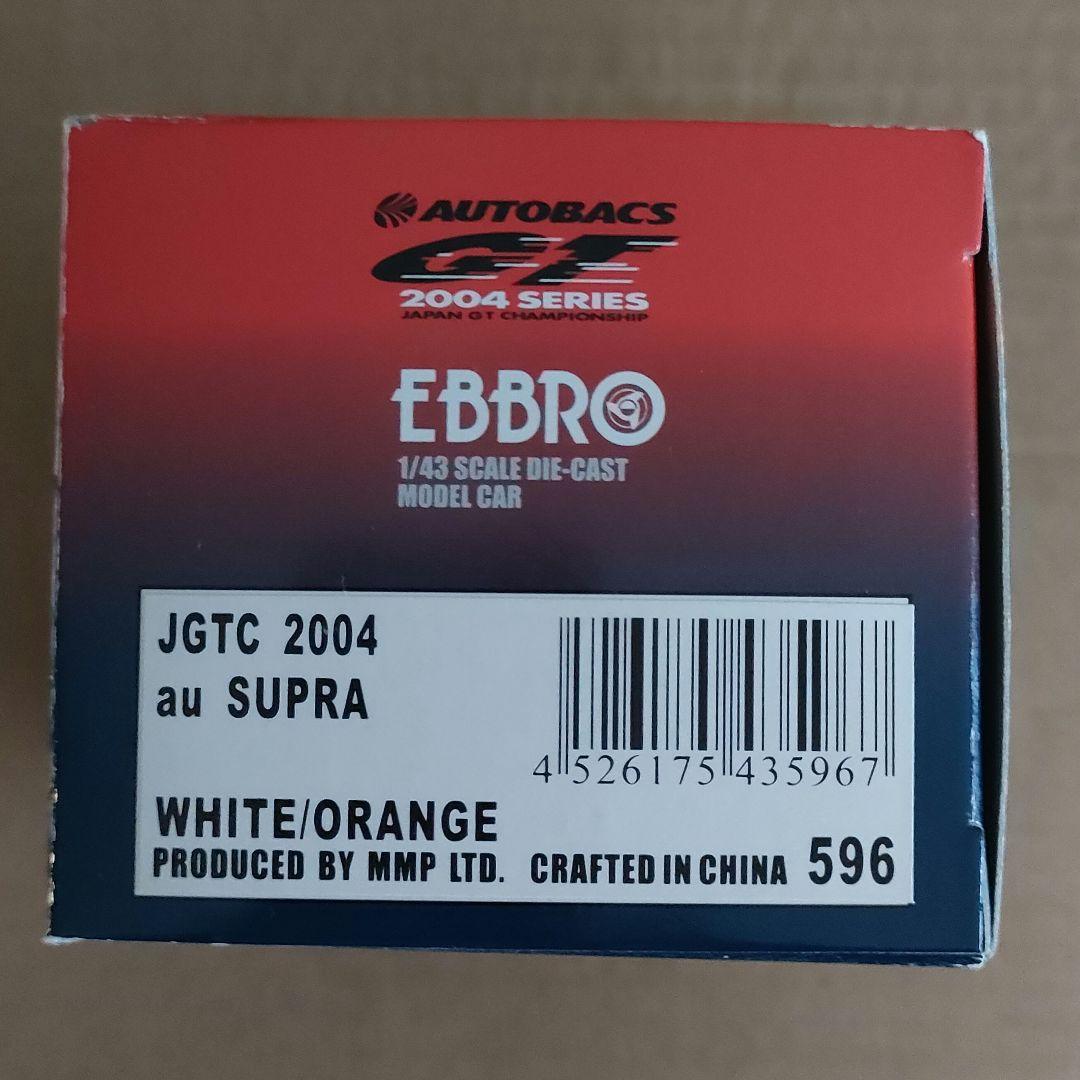 AUTOBACS
GT
2004 SERIES
JAPAN GT CHAMPIONSHIP
EBBRO
1/43 SCALE DIE-CAST
MODEL CAR
JGTC 2004
au SUPRA
4 526175 435967
WHITE/ORANGE
PRODUCED BY MMP LTD. CRAFTED IN CHINA 596